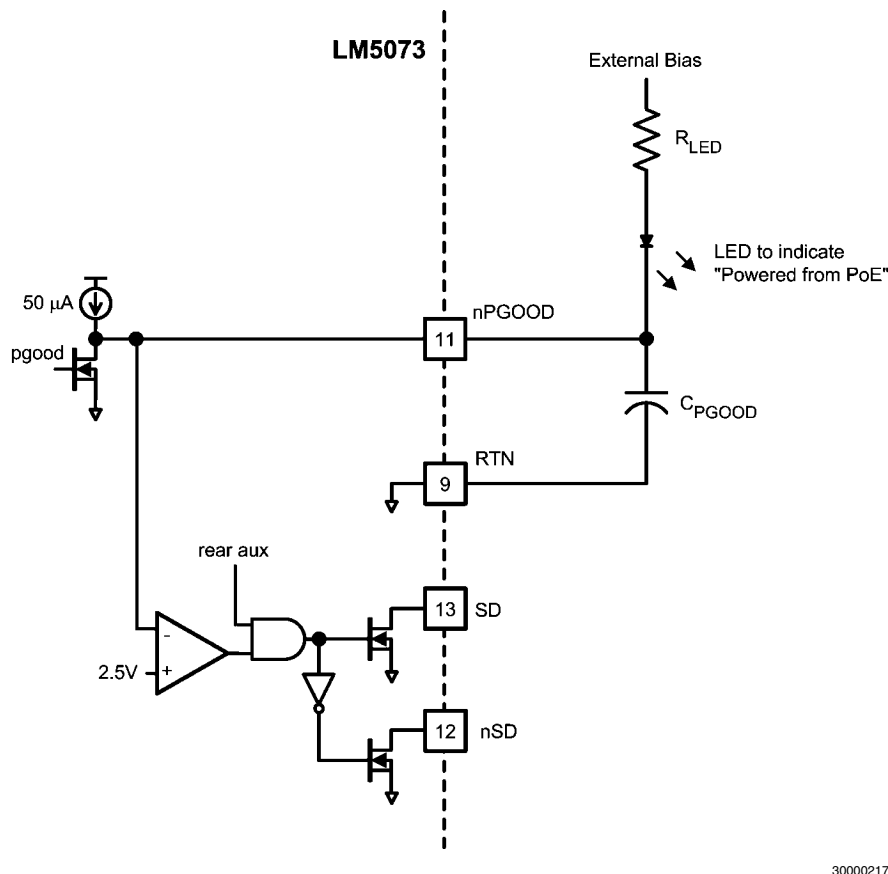 LM5073
External Bias
R_LED
LED to indicate
"Powered from PoE"
50 μA
nPGOOD
11
pgood
C_PGOOD
RTN
9
rear aux
13
SD
-
2.5V
+
12
nSD
30000217